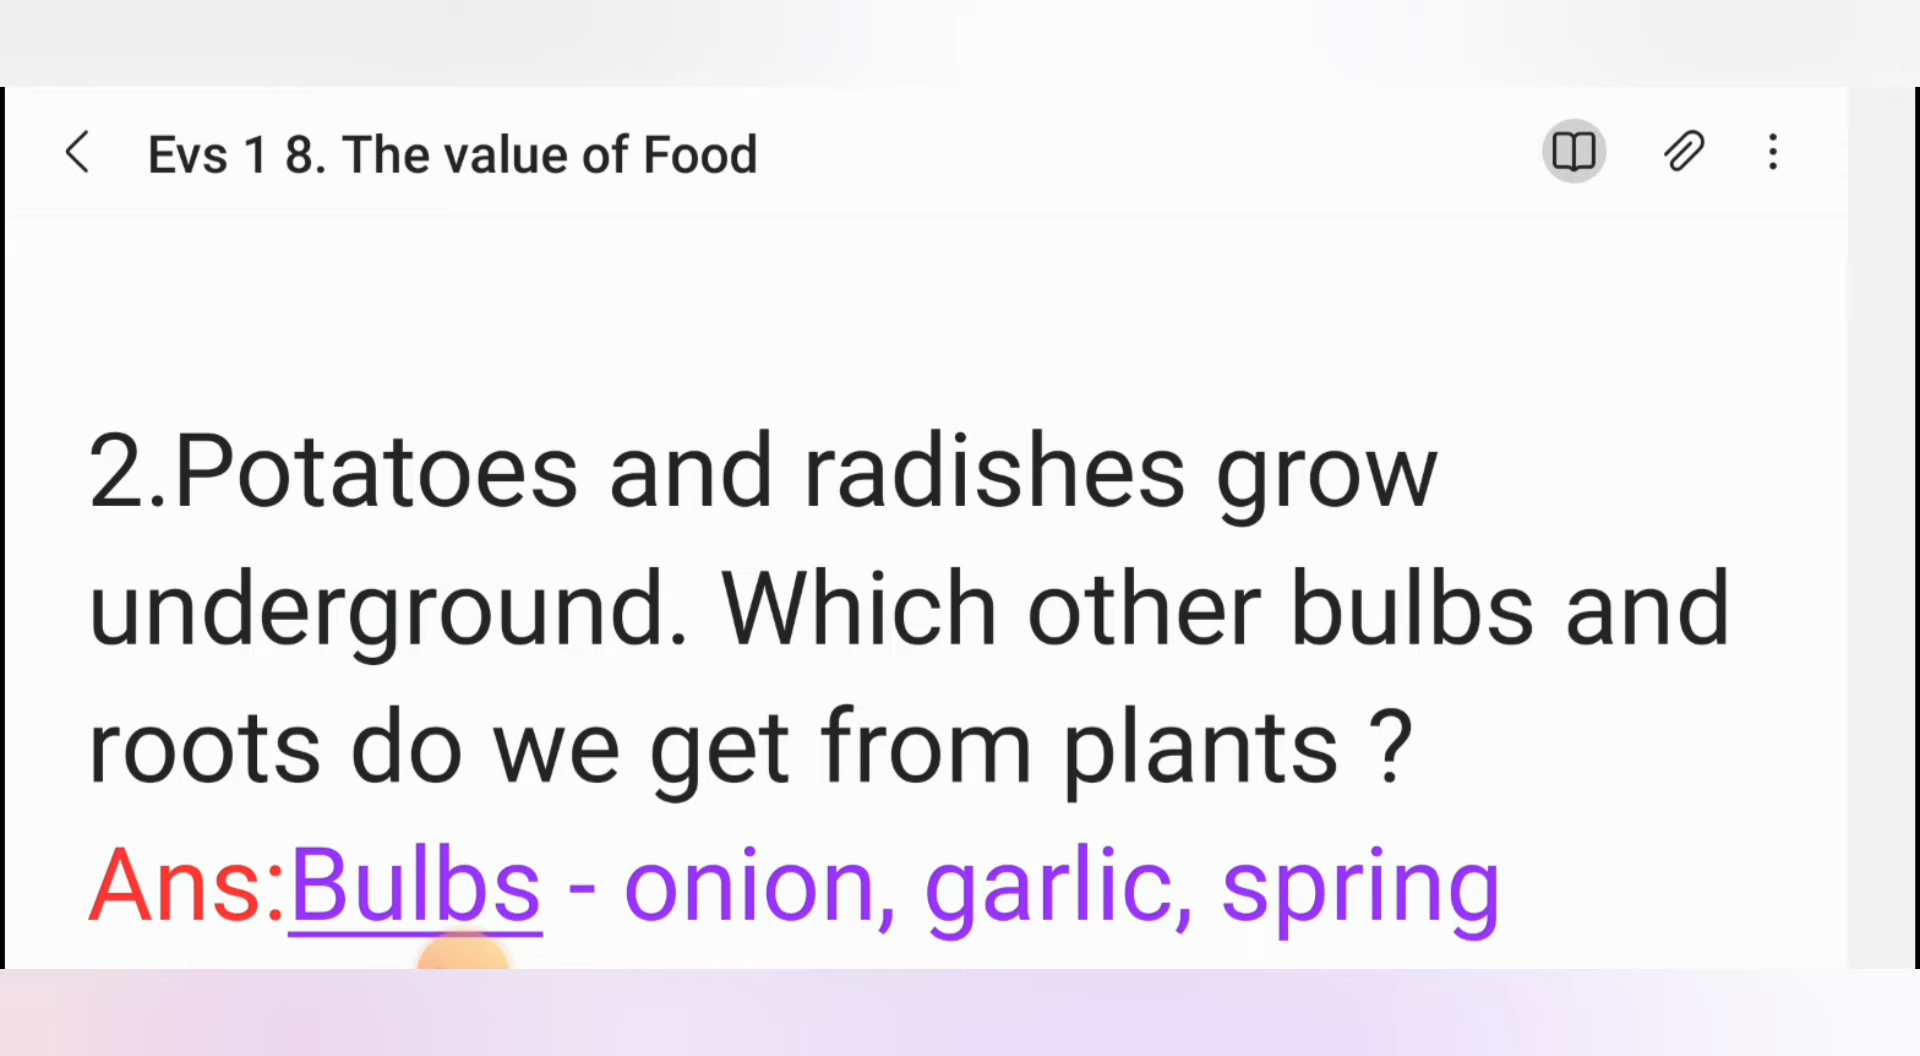 Evs 1 8. The value of Food
2.Potatoes and radishes grow
underground. Which other bulbs and
roots do we get from plants ?
Ans:Bulbs - onion, garlic, spring